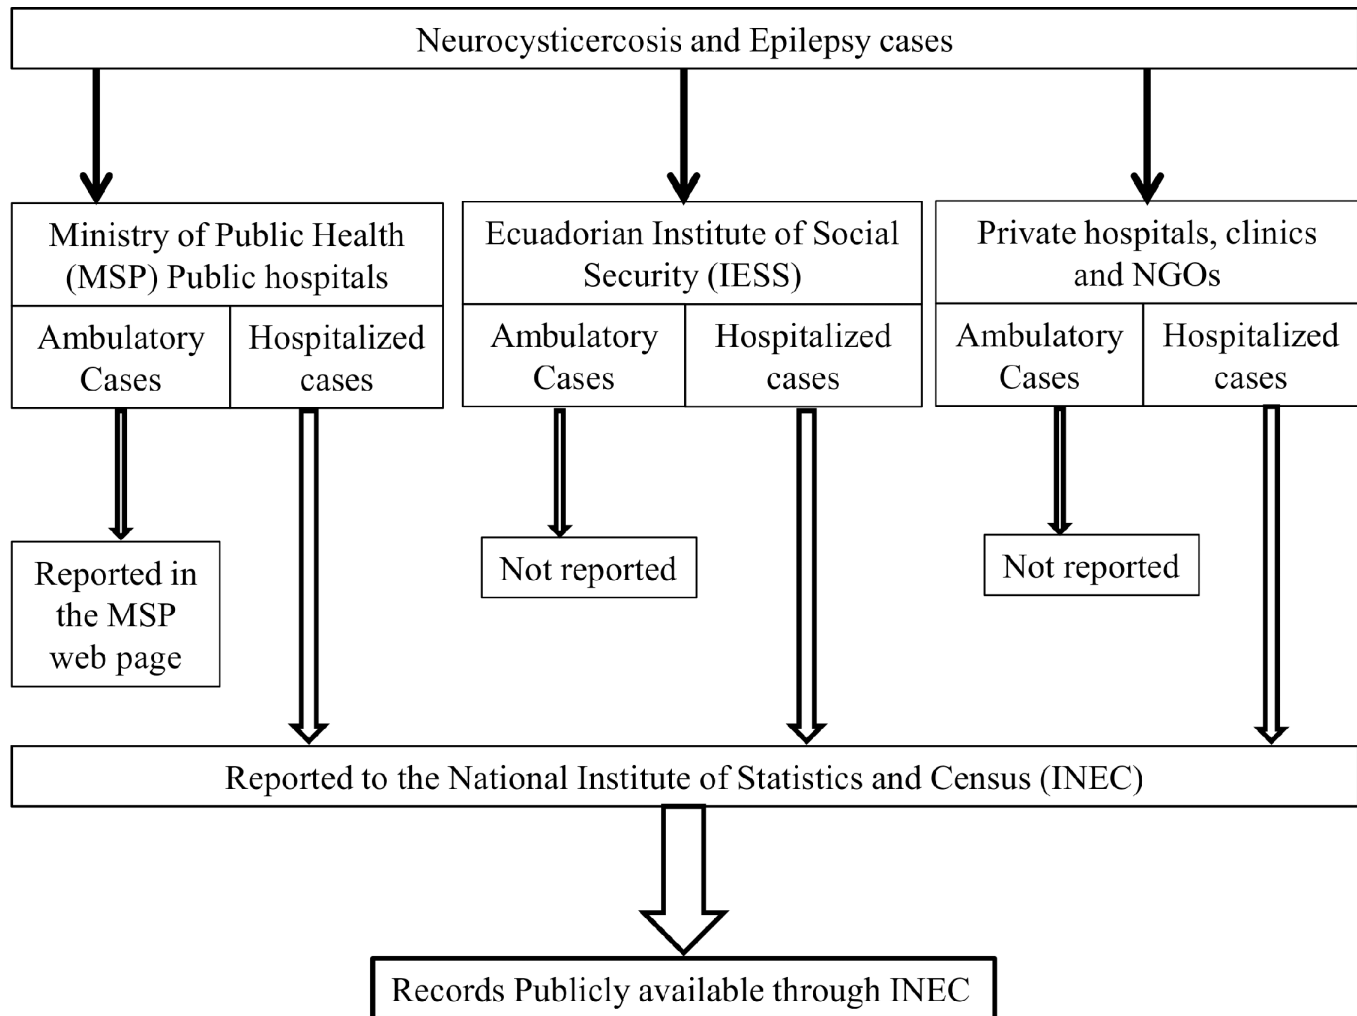 Neurocysticercosis and Epilepsy cases
Ministry of Public Health
(MSP) Public hospitals
Ambulatory
Cases
Hospitalized
cases
Ecuadorian Institute of Social
Security (IESS)
Ambulatory
Cases
Hospitalized
cases
Private hospitals, clinics
and NGOs
Ambulatory
Cases
Hospitalized
cases
Reported in
the MSP
web page
Not reported
Not reported
Reported to the National Institute of Statistics and Census (INEC)
Records Publicly available through INEC